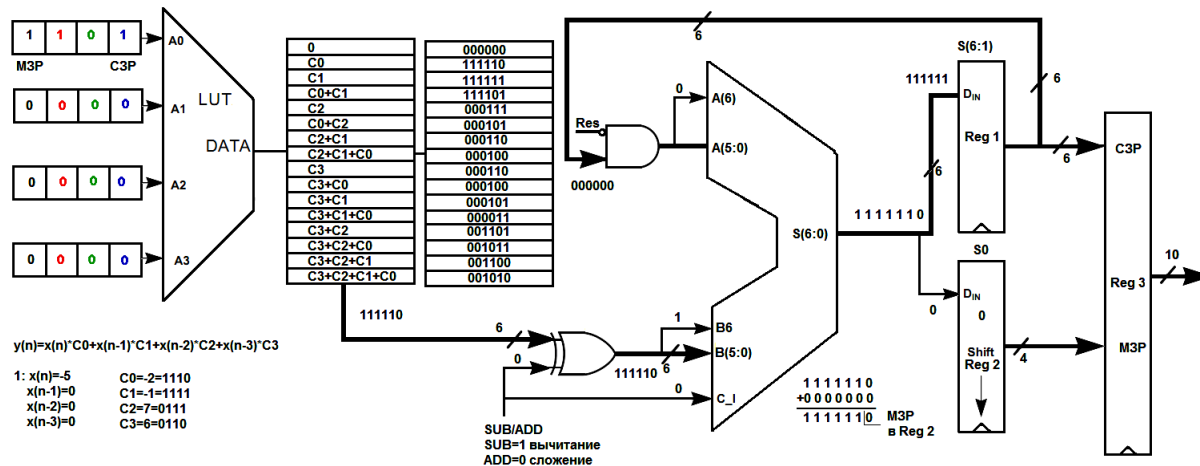 1 1 0 1
МЗР СЗР
A0
0 0 0 0
A1
LUT
DATA
0 0 0 0
A2
0 0 0 0
A3
0
C0
C1
C0+C1
C2
C0+C2
C2+C1
C2+C1+C0
C3
C3+C0
C3+C1
C3+C1+C0
C3+C2
C3+C2+C0
C3+C2+C1
C3+C2+C1+C0
000000
111110
111111
111101
000111
000101
000110
000100
000110
000100
000101
000011
001101
001011
001100
001010
111110
6
0
111110
6
1
0
SUB/ADD
SUB=1 вычитание
ADD=0 сложение
y(n)=x(n)*C0+x(n-1)*C1+x(n-2)*C2+x(n-3)*C3
1: x(n)=-5 C0=-2=1110
x(n-1)=0 C1=-1=1111
x(n-2)=0 C2=7=0111
x(n-3)=0 C3=6=0110
6
Res
000000
0
A(6)
A(5:0)
S(6:0)
B6
B(5:0)
C_I
1 1 1 1 1 1 0
1 1 1 1 1 1 0
+0 0 0 0 0 0 0
1 1 1 1 1 1 0
МЗР
в Reg 2
111111
6
S(6:1)
DIN
Reg 1
6
6
S0
0
DIN
0
Shift
Reg 2
4
СЗР
Reg 3
МЗР
10